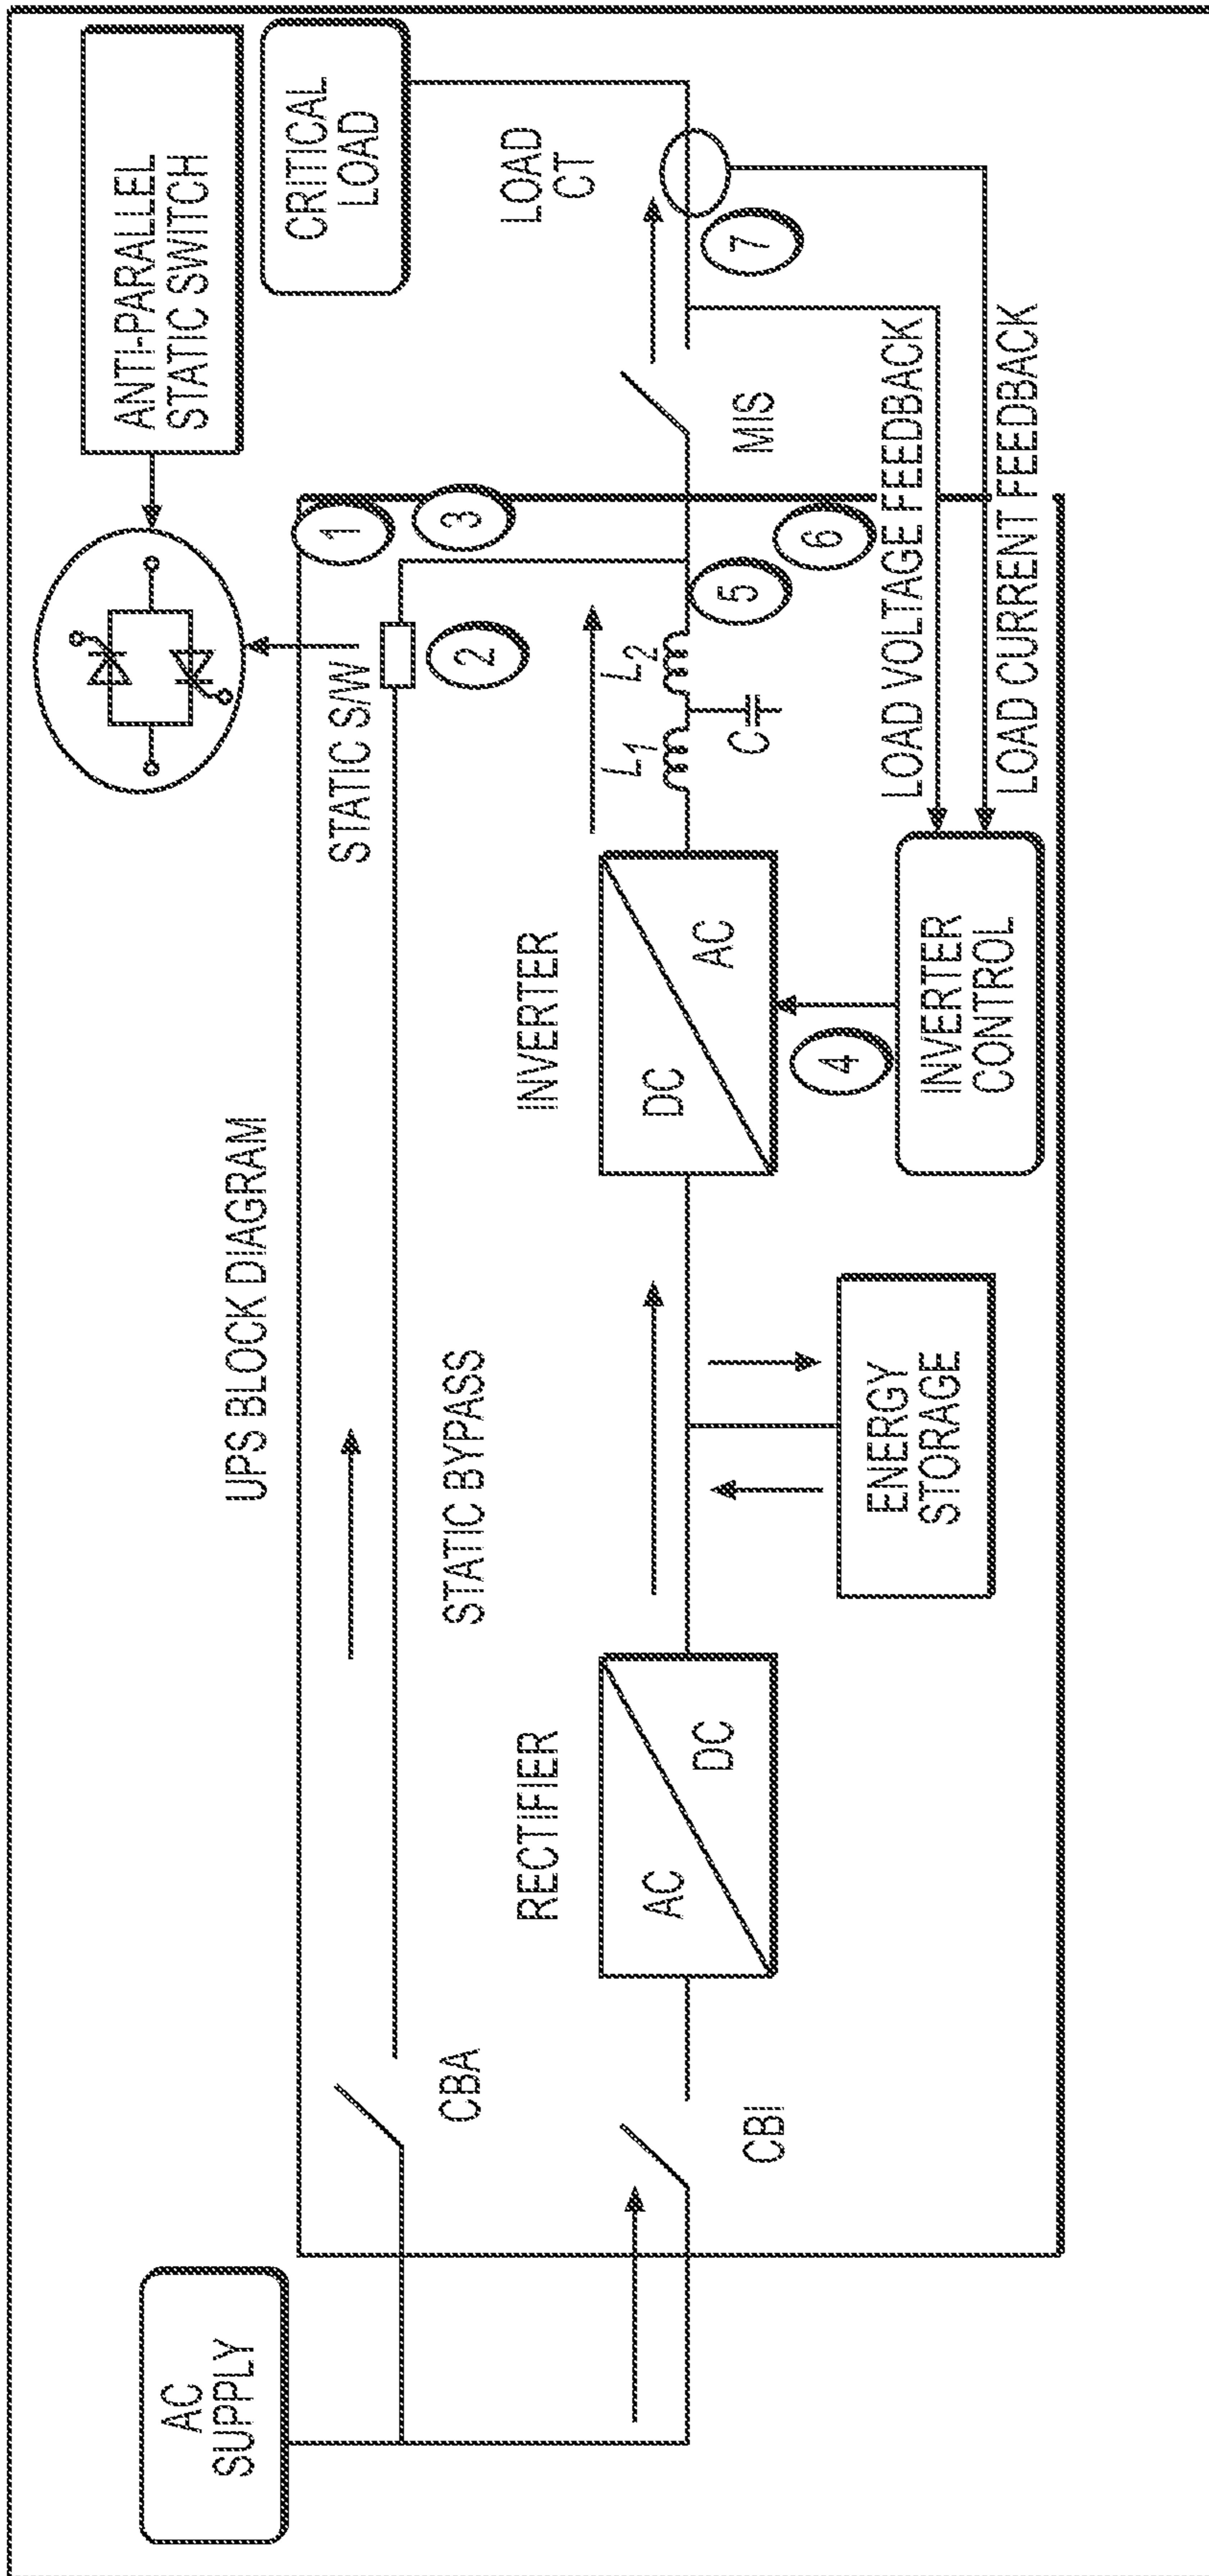 UPS BLOCK DIAGRAM
AC
SUPPLY
CBA
CBI
STATIC BYPASS
RECTIFIER
AC
DC
ENERGY
STORAGE
INVERTER
DC
AC
4
INVERTER
CONTROL
STATIC S/W
ANTI-PARALLEL
STATIC SWITCH
1
2
3
L1
L2
C
5
6
MIS
7
LOAD
CT
CRITICAL
LOAD
LOAD VOLTAGE FEEDBACK
LOAD CURRENT FEEDBACK